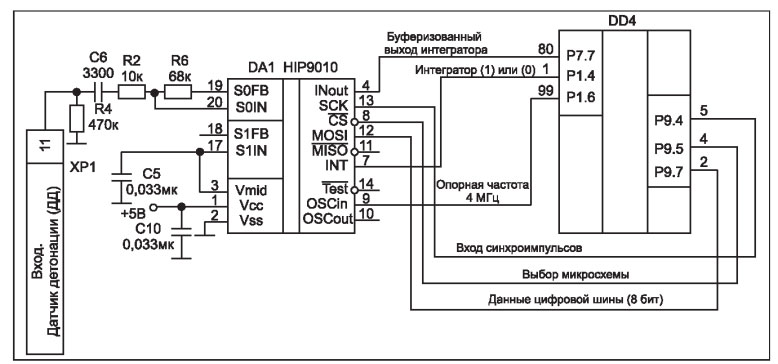 DD4
Буферизованный
выход интегратора
80
P7.7
C6
3300
R2
10к
R6
68к
DA1 HIP9010
Интегратор (1) или (0)
1
P1.4
99
P1.6
19
S0FB
20
S0IN
INout
4
SCK
13
CS
8
MOSI
12
MISO
11
INT
7
R4
470к
18
S1FB
17
S1IN
P9.4
5
P9.5
4
P9.7
2
11
XP1
C5
0,033мк
3
Vmid
+5В
1
Vcc
2
Vss
C10
0,033мк
Test
14
OSCin
9
OSCout
10
Опорная частота
4 МГц
Вход.
Датчик детонации (ДД)
Вход синхроимпульсов
Выбор микросхемы
Данные цифровой шины (8 бит)